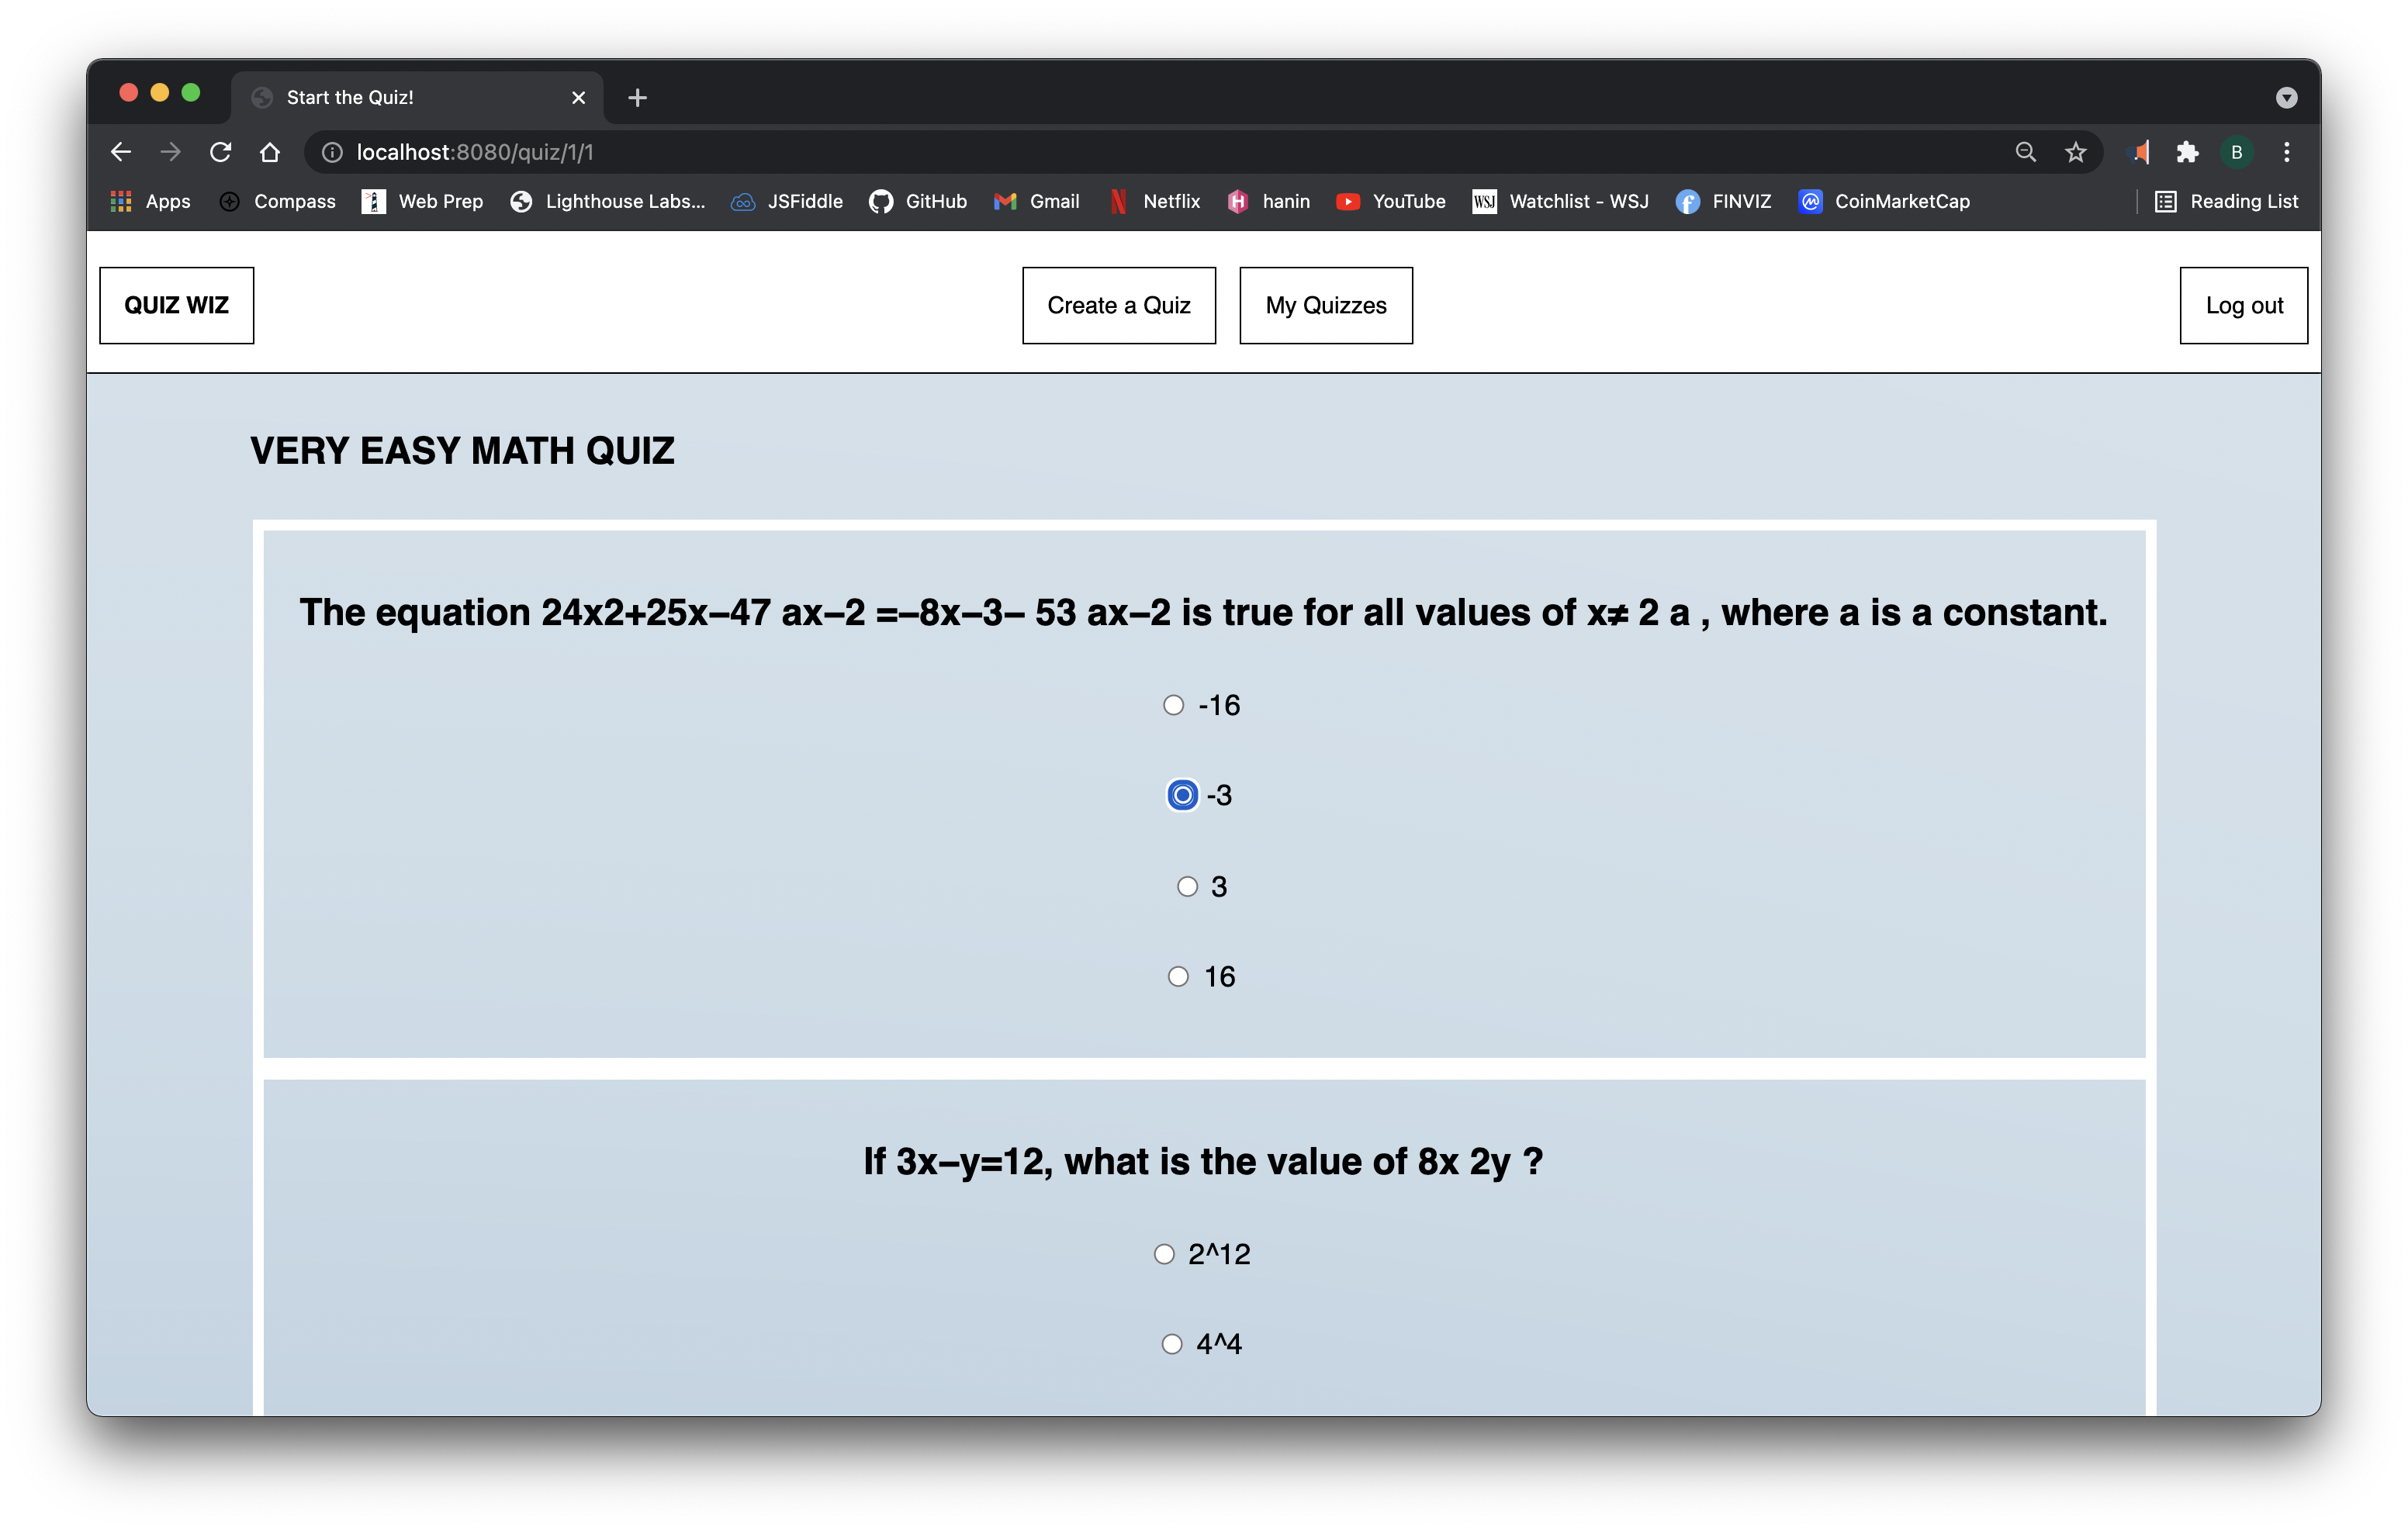 Start the Quiz!
localhost:8080/quiz/1/1
B
Apps Compass Web Prep Lighthouse Labs... JSFiddle GitHub Gmail Netflix hanin YouTube WSJ Watchlist - WSJ FINVIZ CoinMarketCap Reading List
QUIZ WIZ Create a Quiz My Quizzes Log out
VERY EASY MATH QUIZ
The equation 24x2+25x–47 ax–2 =–8x–3– 53 ax–2 is true for all values of x≠ 2 a , where a is a constant.
-16
-3
3
16
If 3x–y=12, what is the value of 8x 2y ?
2^12
4^4